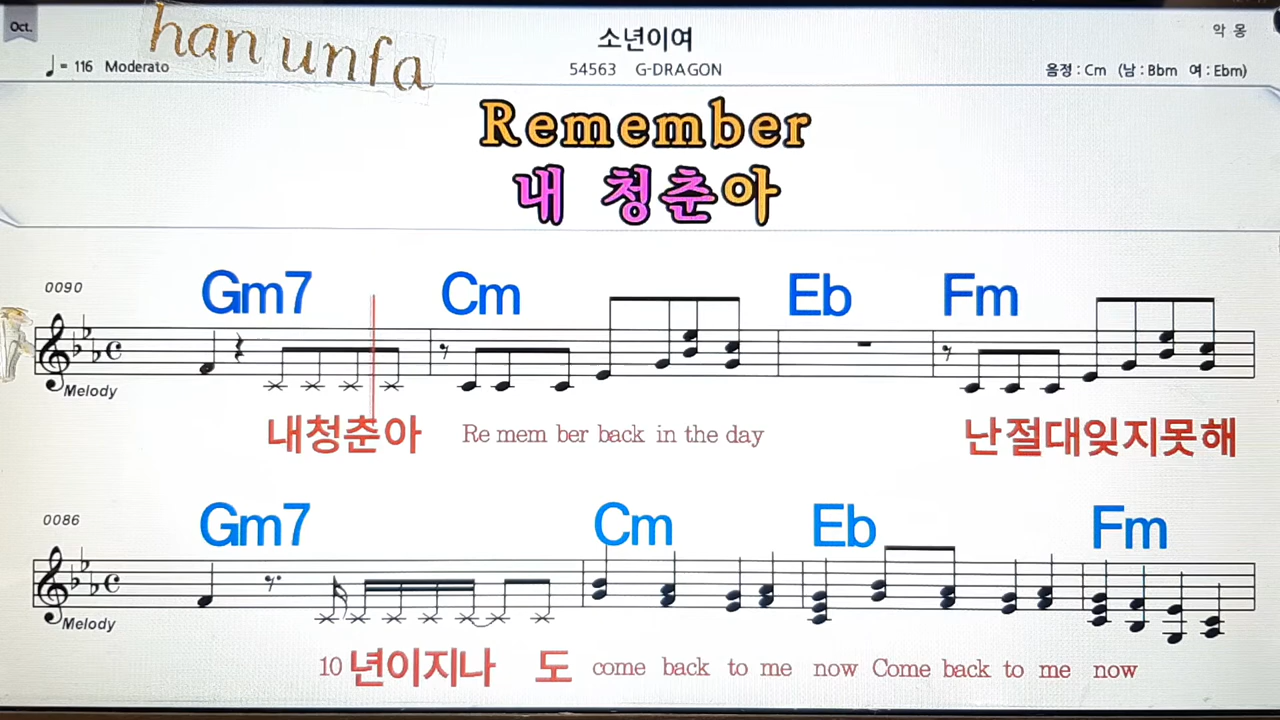 Oct.
han unfa
소년이여
악 몽
♩= 116 Moderato
54563 G-DRAGON
음정 : Cm (남 : Bbm 여 : Ebm)
Remember
내 청춘아
0090
Gm7 Cm Eb Fm
Melody
내청춘아 Re mem ber back in the day 난절대잊지못해
0086
Gm7 Cm Eb Fm
Melody
10 년이지나 도 come back to me now Come back to me now